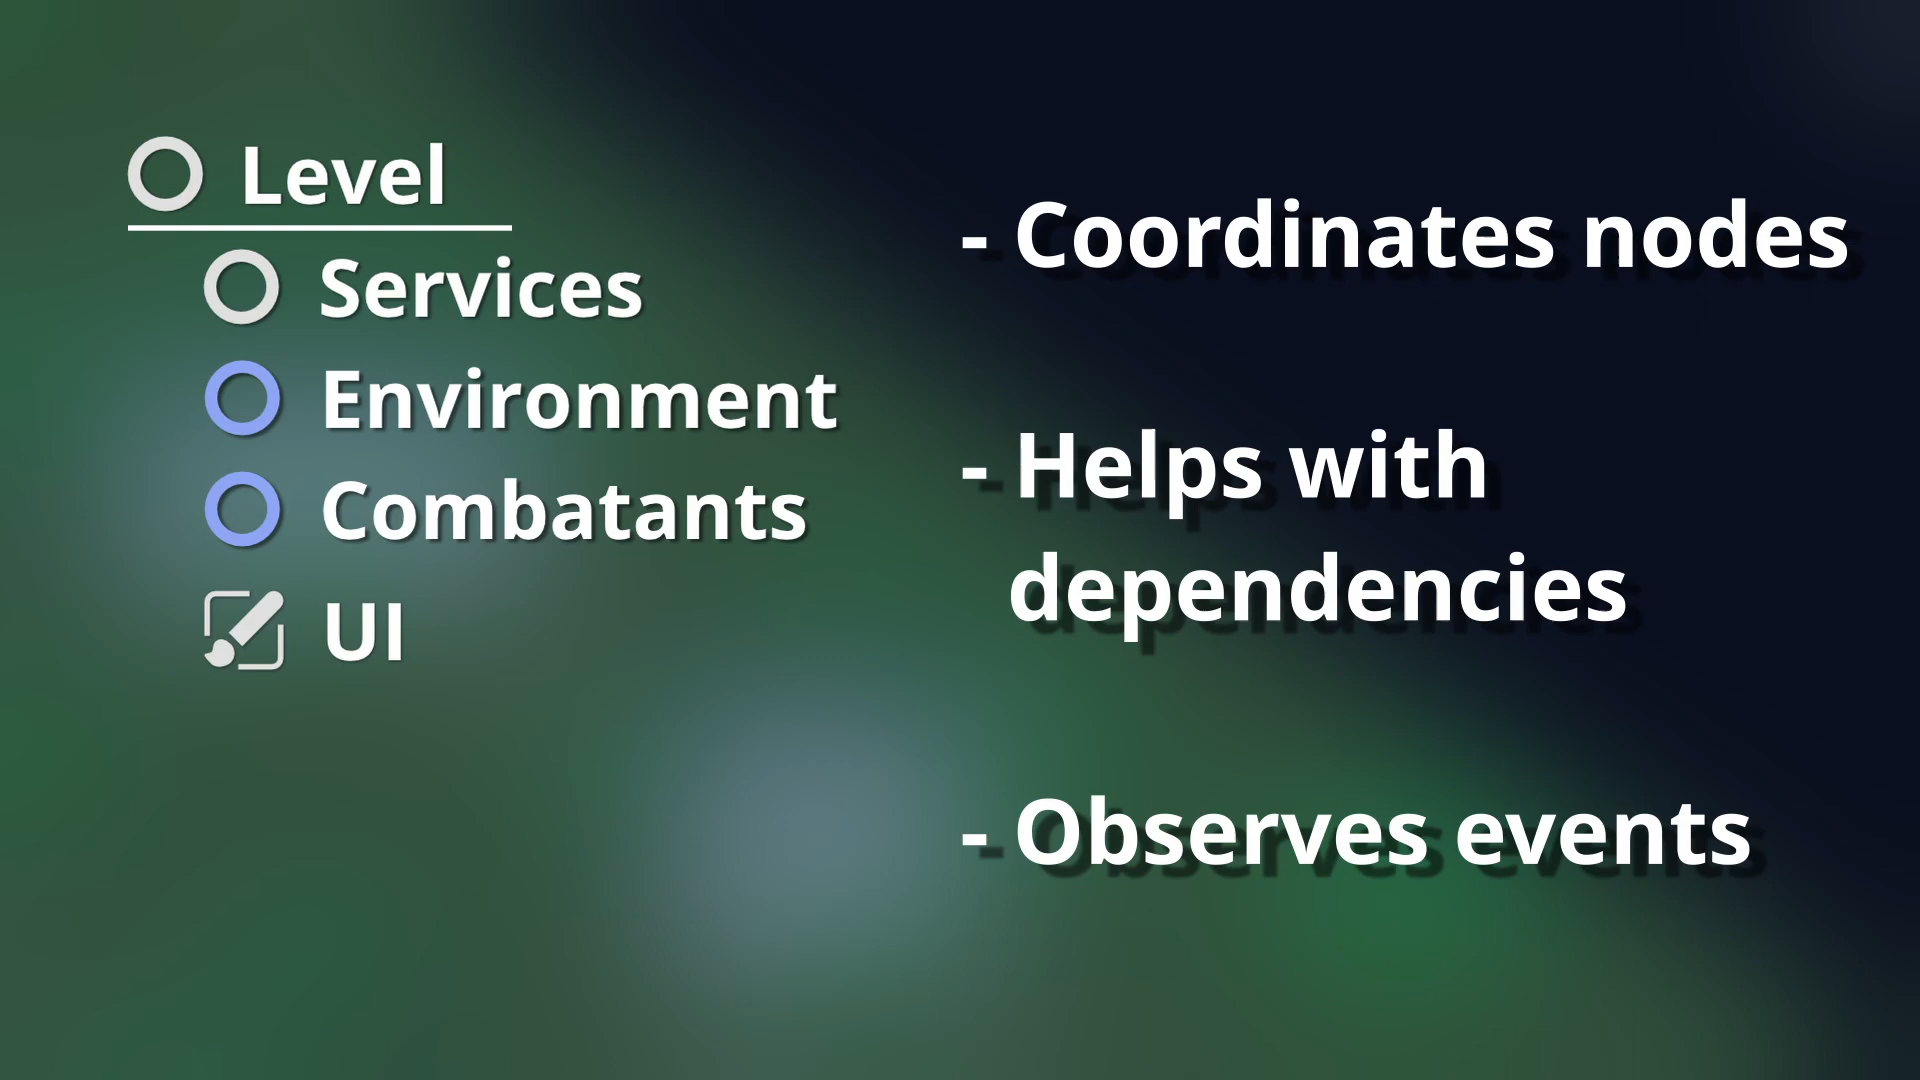 Level
Services
Environment
Combatants
UI
- Coordinates nodes
- Helps with
dependencies
- Observes events